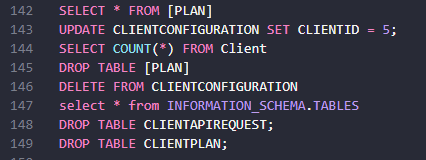 142 SELECT * FROM [PLAN]
143 UPDATE CLIENTCONFIGURATION SET CLIENTID = 5;
144 SELECT COUNT(*) FROM Client
145 DROP TABLE [PLAN]
146 DELETE FROM CLIENTCONFIGURATION
147 select * from INFORMATION_SCHEMA.TABLES
148 DROP TABLE CLIENTAPIREQUEST;
149 DROP TABLE CLIENTPLAN;